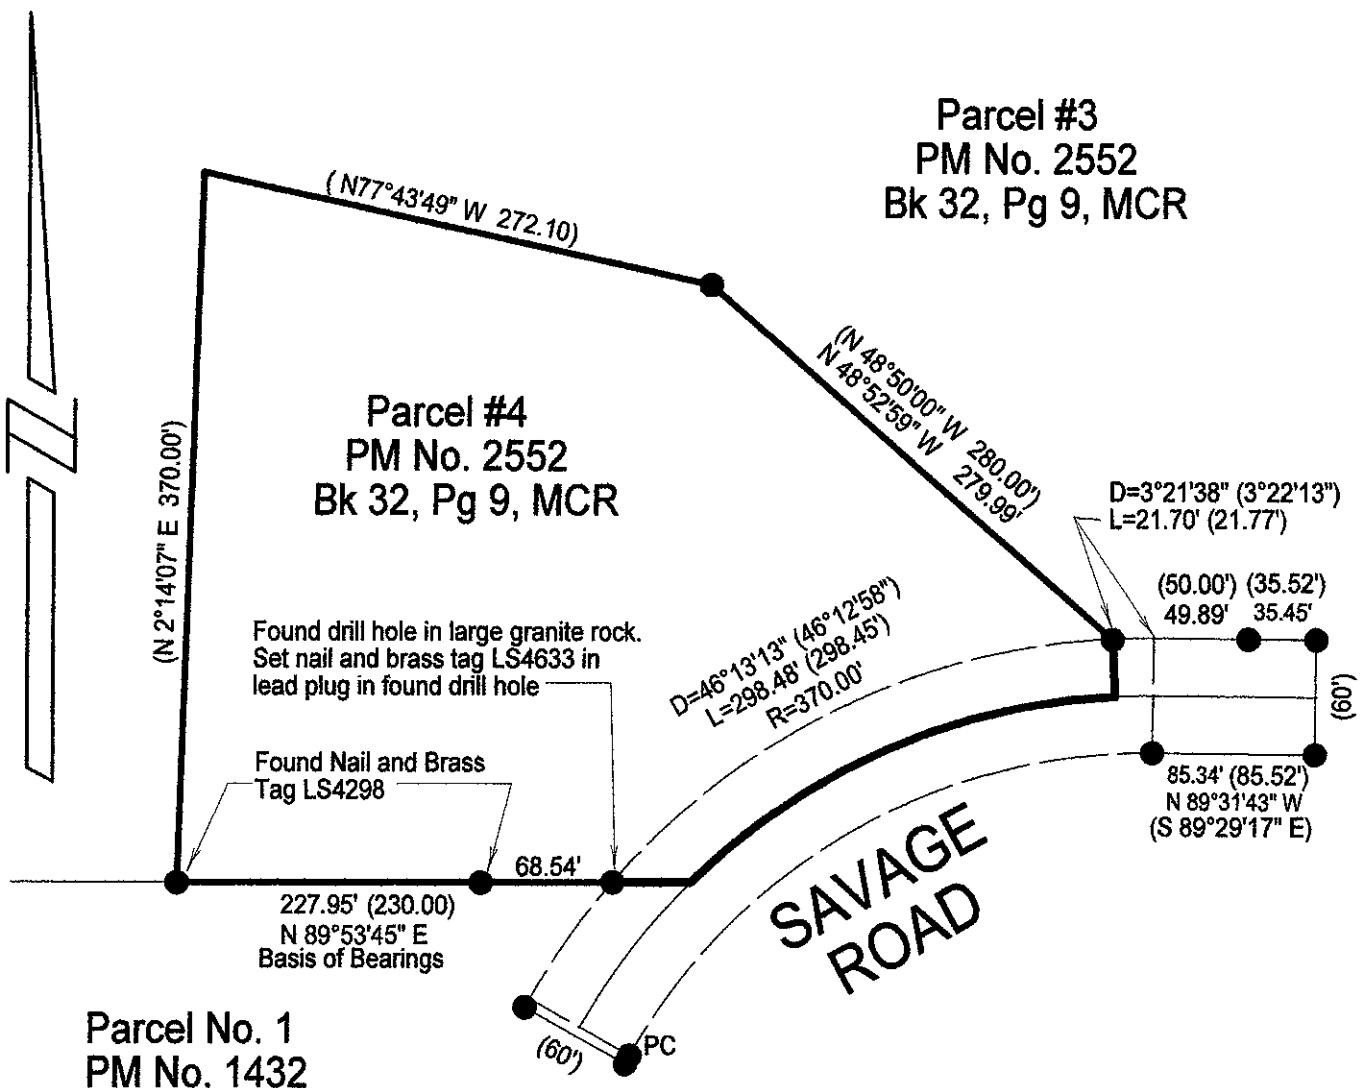 Parcel #3
PM No. 2552
Bk 32, Pg 9, MCR
( N77°43'49" W 272.10)
(N 48°50'00" W 280.00')
N 48°52'59" W 279.99'
Parcel #4
PM No. 2552
Bk 32, Pg 9, MCR
(N 2°14'07" E 370.00')
D=3°21'38" (3°22'13")
L=21.70' (21.77')
(50.00') (35.52')
49.89' 35.45'
(60')
D=46°13'13" (46°12'58")
L=298.48' (298.45')
R=370.00'
Found drill hole in large granite rock.
Set nail and brass tag LS4633 in
lead plug in found drill hole
Found Nail and Brass
Tag LS4298
85.34' (85.52')
N 89°31'43" W
(S 89°29'17" E)
68.54'
227.95' (230.00)
N 89°53'45" E
Basis of Bearings
SAVAGE
ROAD
(60')
PC
Parcel No. 1
PM No. 1432
N